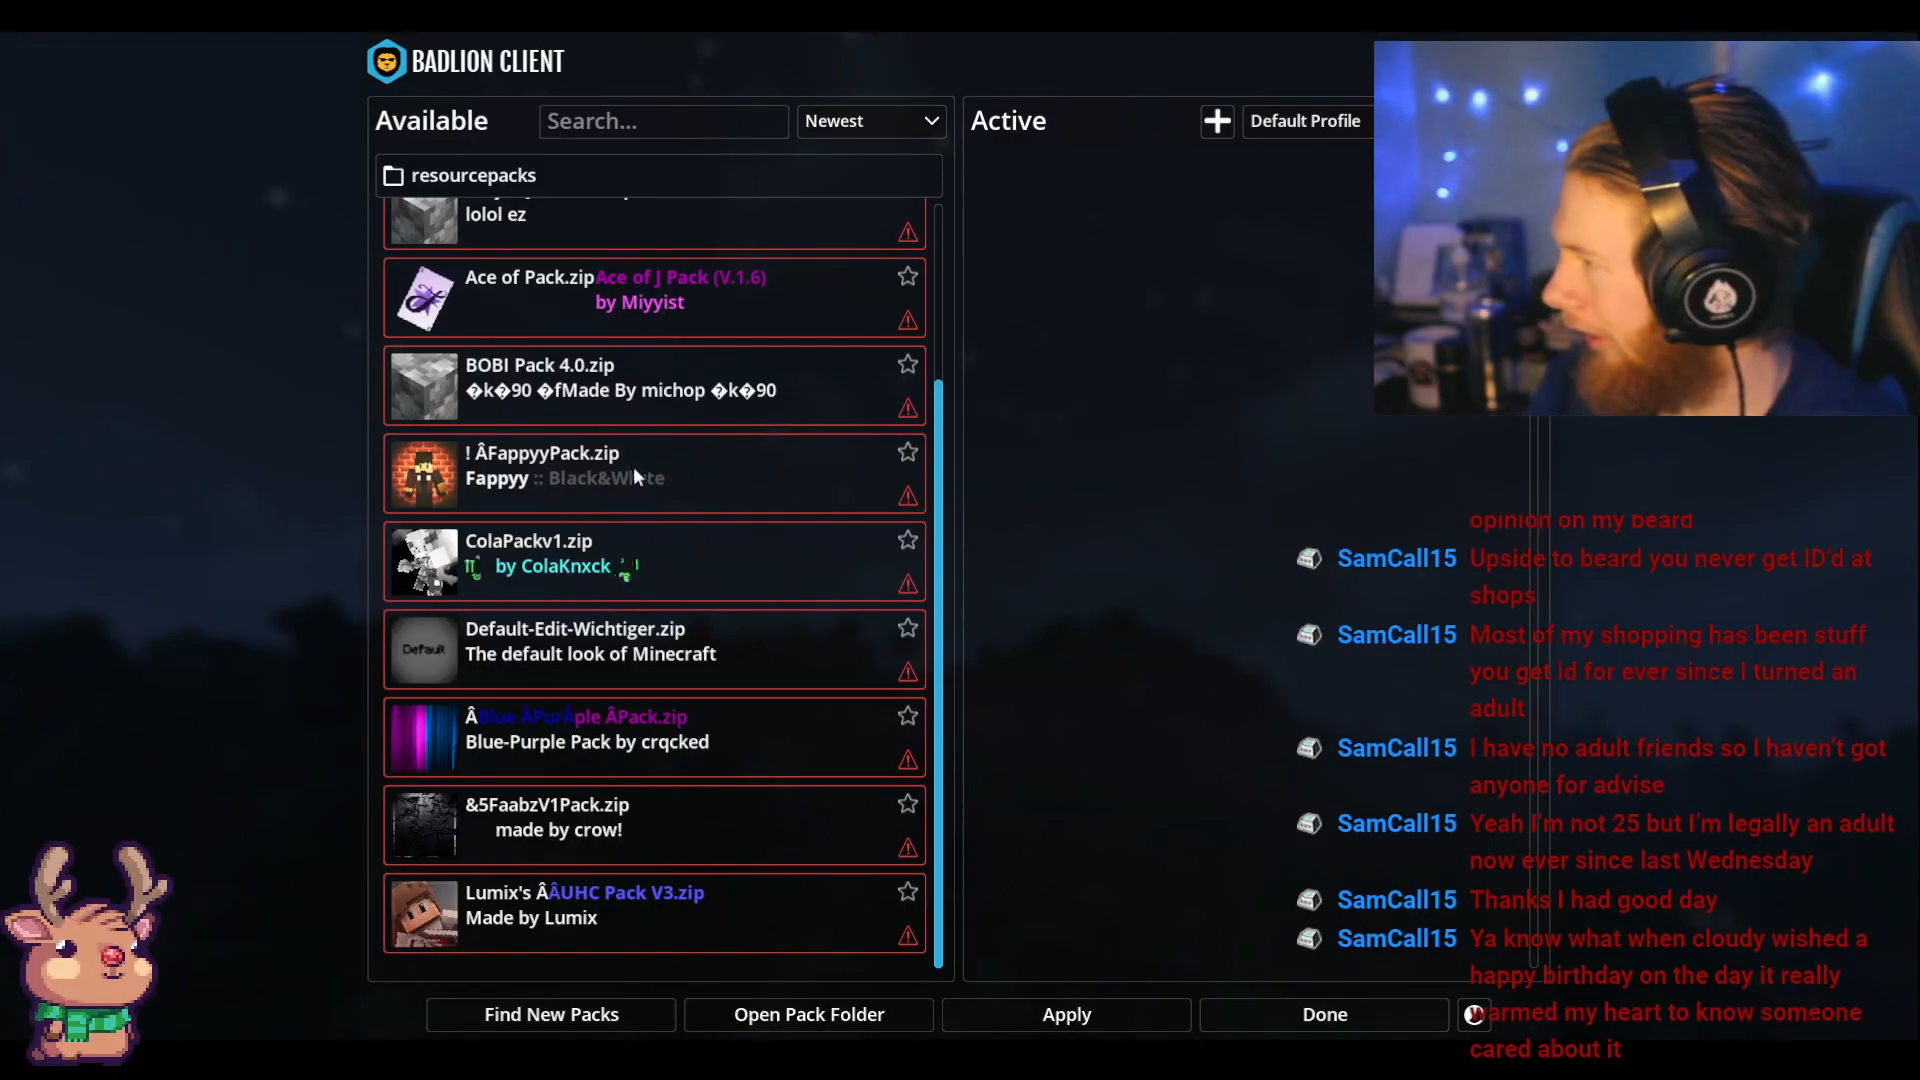 BADLION CLIENT
Available
Search...
Newest
Active
Default Profile
resourcepacks
lolol ez
Ace of Pack.zipAce of J Pack (V.1.6)
by Miyyist
BOBI Pack 4.0.zip
�k�90 �fMade By michop �k�90
! ÂFappyyPack.zip
Fappyy :: Black&White
ColaPackv1.zip
by ColaKnxck
Default-Edit-Wichtiger.zip
Default
The default look of Minecraft
ÂBlue ÂPurÂple ÂPack.zip
Blue-Purple Pack by crqcked
&5FaabzV1Pack.zip
made by crow!
Lumix's ÂÂUHC Pack V3.zip
Made by Lumix
Find New Packs
Open Pack Folder
Apply
Done
opinion on my beard
SamCall15 Upside to beard you never get ID'd at
shops
SamCall15 Most of my shopping has been stuff
you get id for ever since I turned an
adult
SamCall15 I have no adult friends so I haven't got
anyone for advise
SamCall15 Yeah I'm not 25 but I'm legally an adult
now ever since last Wednesday
SamCall15 Thanks I had good day
SamCall15 Ya know what when cloudy wished a
happy birthday on the day it really
warmed my heart to know someone
cared about it